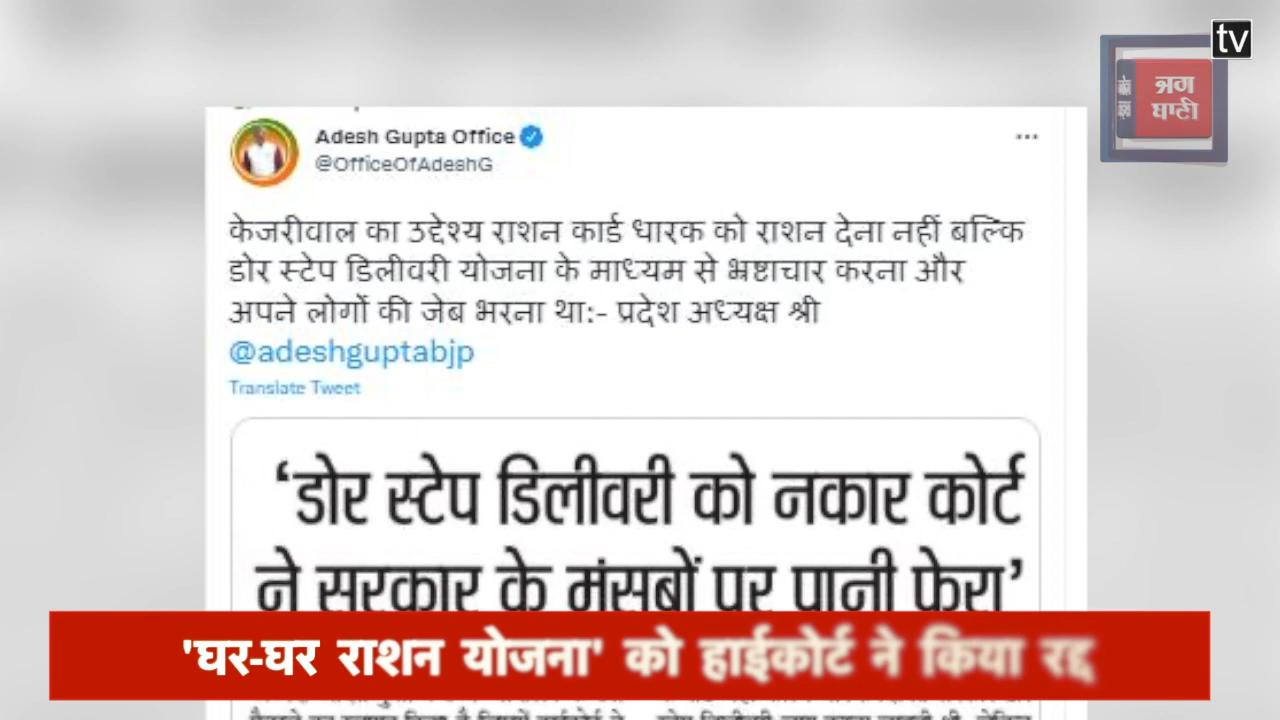 tv
जग
बाणी
Adesh Gupta Office
@OfficeOfAdeshG
केजरीवाल का उद्देश्य राशन कार्ड धारक को राशन देना नहीं बल्कि
डोर स्टेप डिलीवरी योजना के माध्यम से भ्रष्टाचार करना और
अपने लोगों की जेब भरना था:- प्रदेश अध्यक्ष श्री
@adeshguptabjp
Translate Tweet
‘डोर स्टेप डिलीवरी को नकार कोर्ट
ने सरकार के मंसूबों पर पानी फेरा’
'घर-घर राशन योजना' को हाईकोर्ट ने किया रद्द